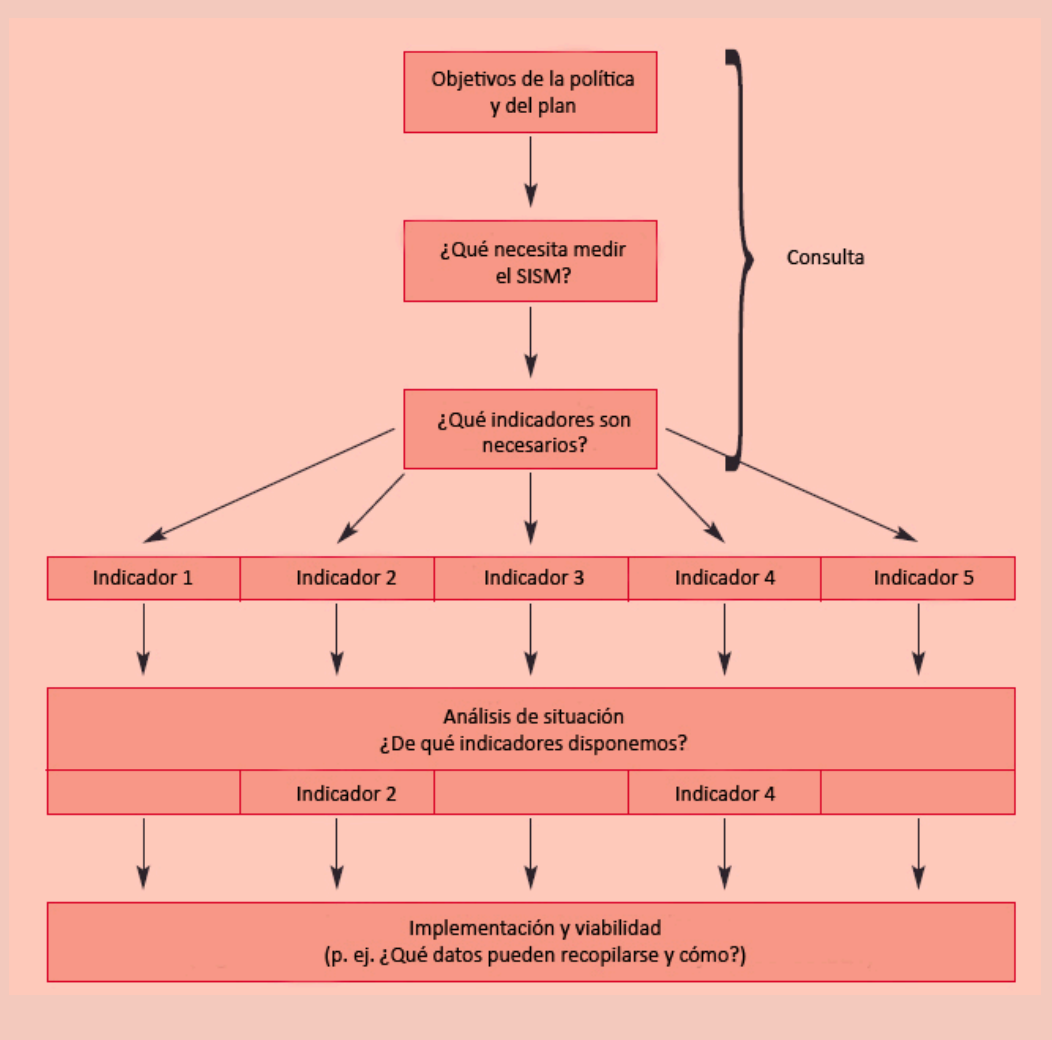 Objetivos de la política
y del plan
¿Qué necesita medir
el SISM?
Consulta
¿Qué indicadores son
necesarios?
Indicador 1
Indicador 2
Indicador 3
Indicador 4
Indicador 5
Análisis de situación
¿De qué indicadores disponemos?
Indicador 2
Indicador 4
Implementación y viabilidad
(p. ej. ¿Qué datos pueden recopilarse y cómo?)